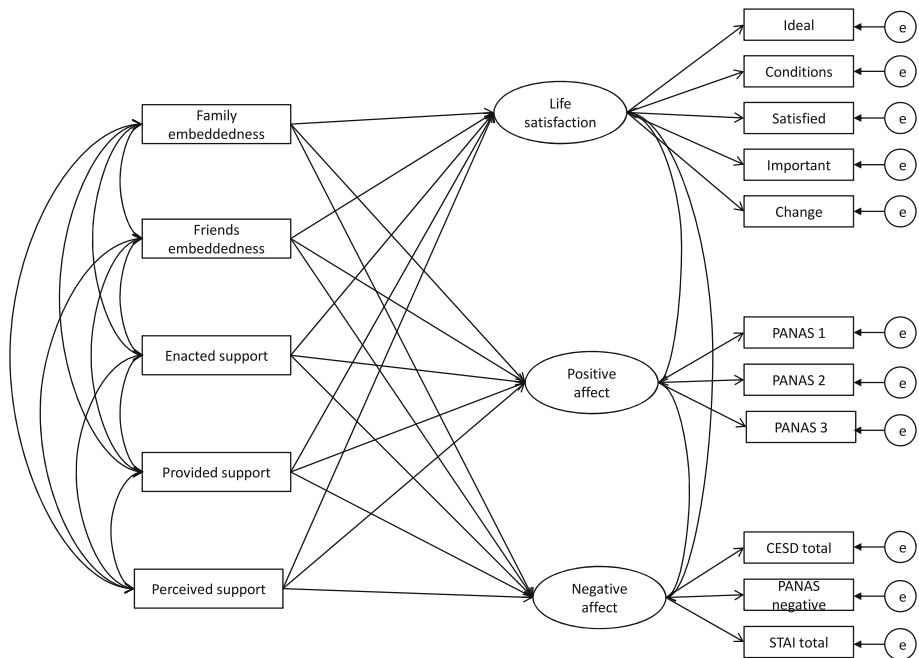 Family
embeddedness
Friends
embeddedness
Enacted support
Provided support
Perceived support
Life
satisfaction
Positive
affect
Negative
affect
Ideal
e
Conditions
e
Satisfied
e
Important
e
Change
e
PANAS 1
e
PANAS 2
e
PANAS 3
e
CESD total
e
PANAS
negative
e
STAI total
e